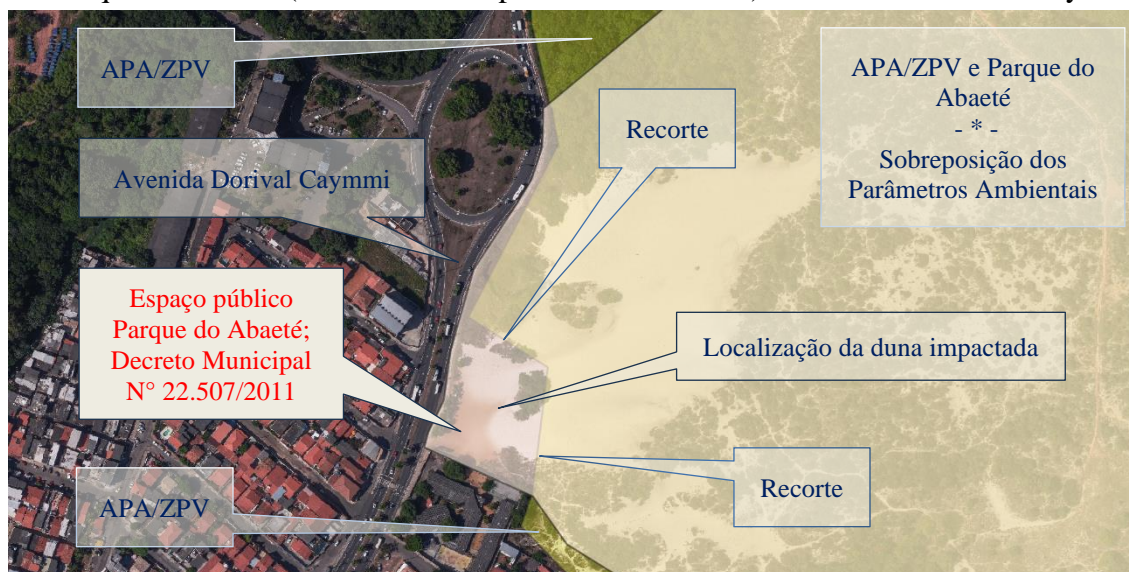 APA/ZPV
Avenida Dorival Caymmi
Espaço público
Parque do Abaeté;
Decreto Municipal
N° 22.507/2011
APA/ZPV
Recorte
Localização da duna impactada
Recorte
APA/ZPV e Parque do
Abaeté
- * -
Sobreposição dos
Parâmetros Ambientais